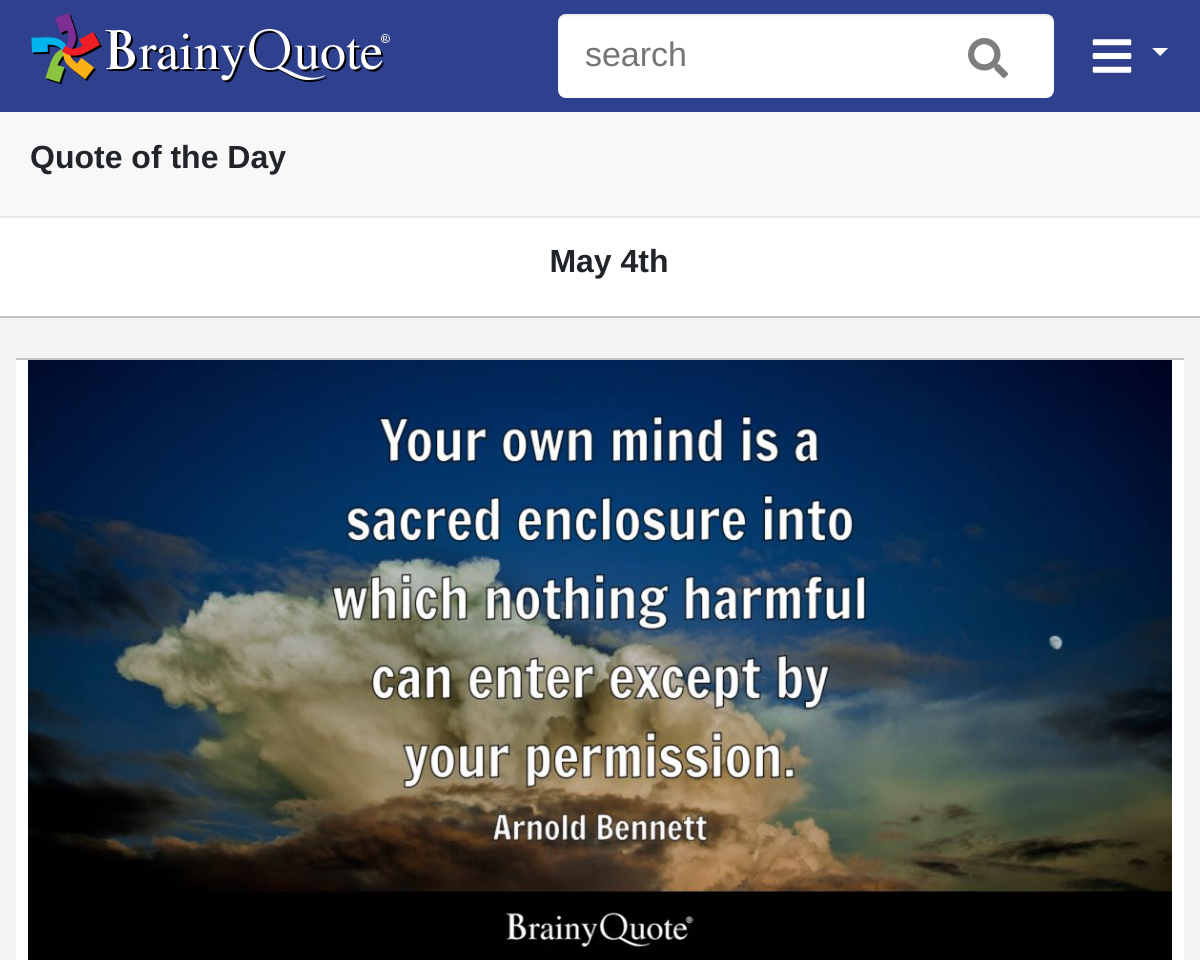 BrainyQuote®
search
Quote of the Day
May 4th
Your own mind is a
sacred enclosure into
which nothing harmful
can enter except by
your permission.
Arnold Bennett
BrainyQuote®